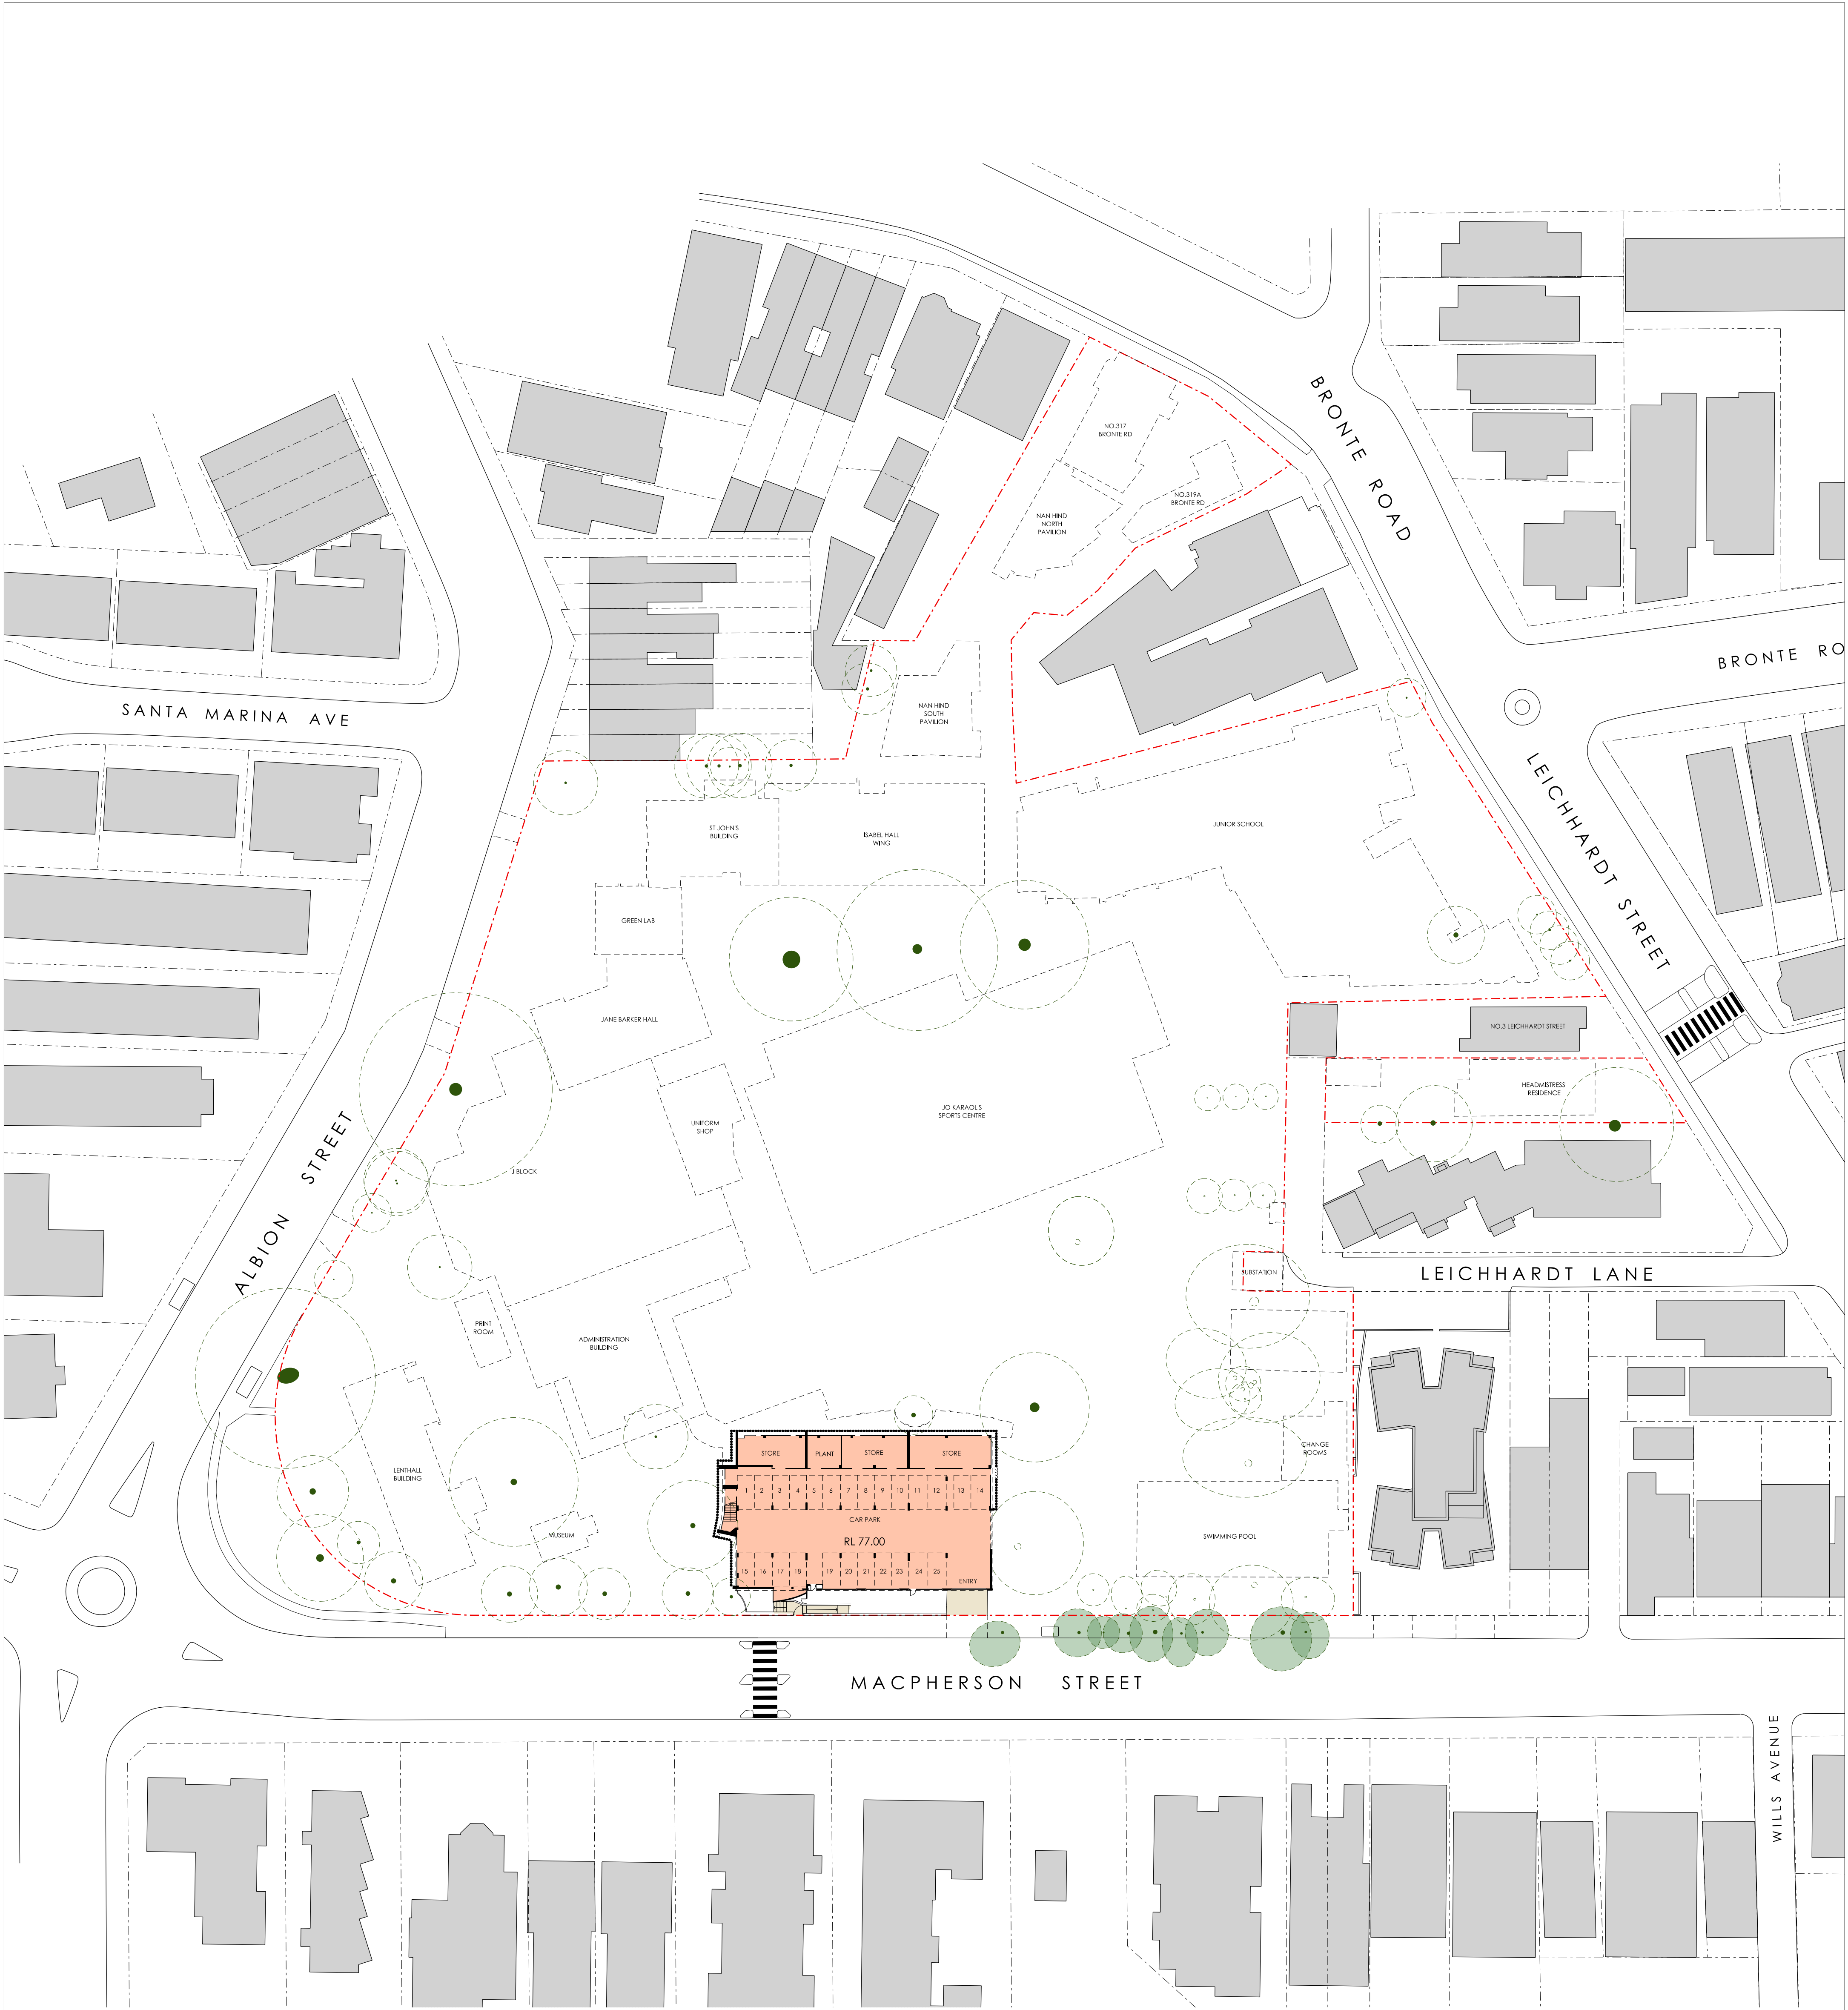 NO.317
BRONTE RD
BRONTE ROAD
NO.319A
BRONTE RD
NAN HIND
NORTH
PAVILION
BRONTE RO
SANTA MARINA AVE
NAN HIND
SOUTH
PAVILION
LEICHHARDT STREET
ST JOHN'S
BUILDING
ISABEL HALL
WING
JUNIOR SCHOOL
GREEN LAB
JANE BARKER HALL
NO.3 LEICHHARDT STREET
HEADMISTRESS'
RESIDENCE
JO KARAOLIS
SPORTS CENTRE
UNIFORM
SHOP
J BLOCK
ALBION STREET
SUBSTATION
LEICHHARDT LANE
PRINT
ROOM
ADMINISTRATION
BUILDING
CHANGE
ROOMS
STORE PLANT STORE STORE
LENTHALL
BUILDING
1 2 3 4 5 6 7 8 9 10 11 12 13 14
CAR PARK
MUSEUM
SWIMMING POOL
RL 77.00
15 16 17 18 19 20 21 22 23 24 25
ENTRY
MACPHERSON STREET
WILLS AVENUE